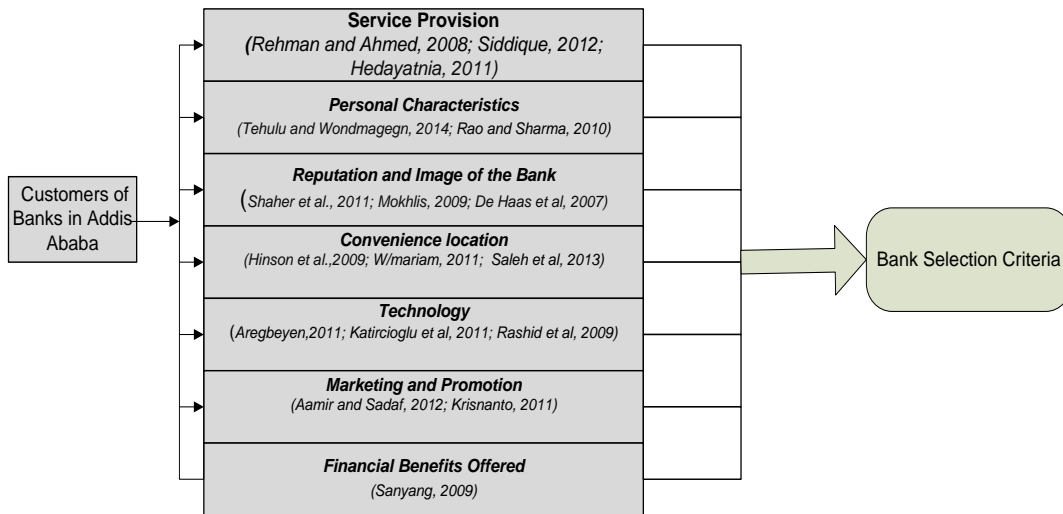 Customers of
Banks in Addis
Ababa
Service Provision
(Rehman and Ahmed, 2008; Siddique, 2012;
Hedayatnia, 2011)
Personal Characteristics
(Tehulu and Wondmagegn, 2014; Rao and Sharma, 2010)
Reputation and Image of the Bank
(Shaher et al., 2011; Mokhlis, 2009; De Haas et al, 2007)
Convenience location
(Hinson et al.,2009; W/mariam, 2011; Saleh et al, 2013)
Technology
(Aregbeyen,2011; Katircioglu et al, 2011; Rashid et al, 2009)
Marketing and Promotion
(Aamir and Sadaf, 2012; Krisnanto, 2011)
Financial Benefits Offered
(Sanyang, 2009)
Bank Selection Criteria